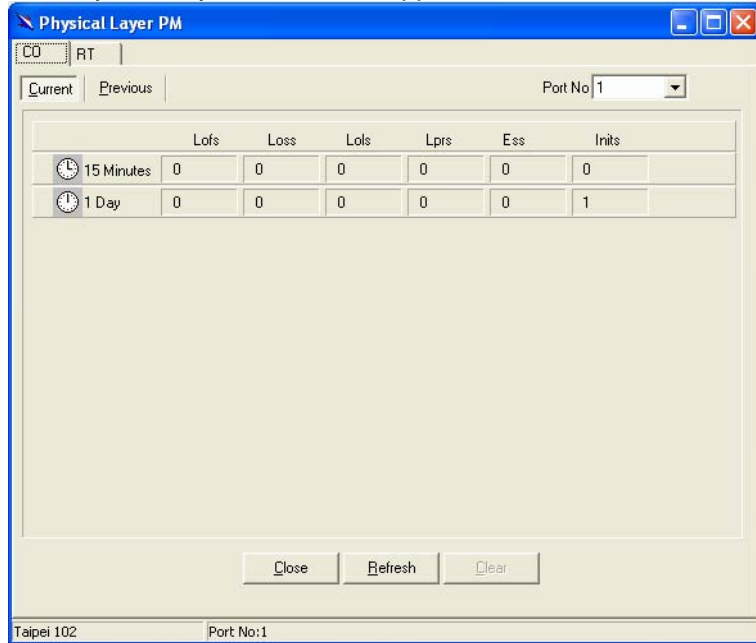 Physical Layer PM
CO RT
Current Previous Port No 1
Lofs Loss Lols Lprs Ess Inits
15 Minutes 0 0 0 0 0 0
1 Day 0 0 0 0 0 1
Close Refresh Clear
Taipei 102 Port No:1